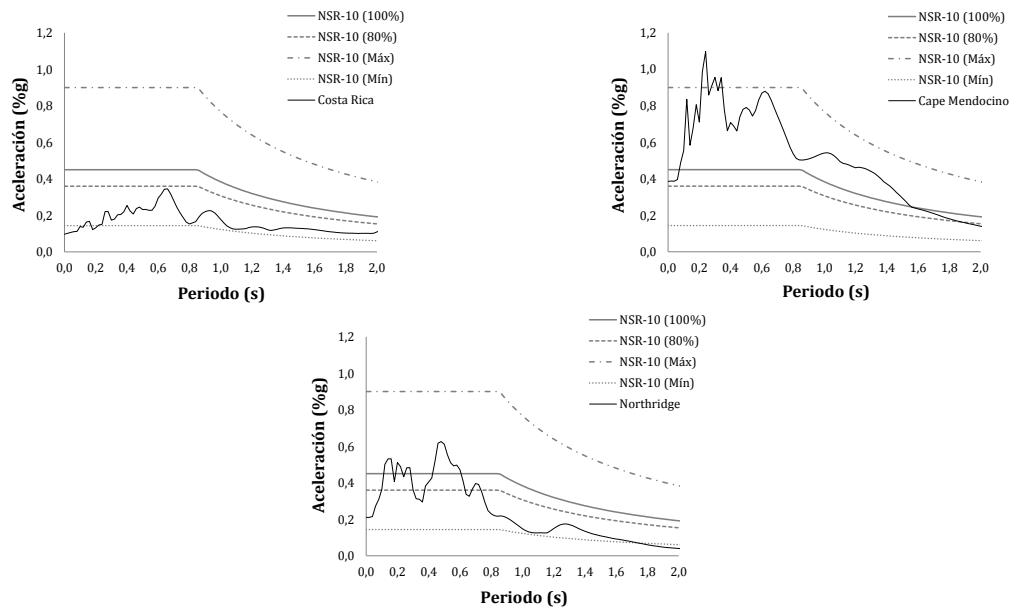 NSR-10 (100%)
NSR-10 (80%)
NSR-10 (Máx)
NSR-10 (Mín)
Costa Rica
Aceleración (%g)
1,2
1,0
0,8
0,6
0,4
0,2
0,0
0,0 0,2 0,4 0,6 0,8 1,0 1,2 1,4 1,6 1,8 2,0
Periodo (s)
NSR-10 (100%)
NSR-10 (80%)
NSR-10 (Máx)
NSR-10 (Mín)
Cape Mendocino
Aceleración (%g)
1,2
1,0
0,8
0,6
0,4
0,2
0,0
0,0 0,2 0,4 0,6 0,8 1,0 1,2 1,4 1,6 1,8 2,0
Periodo (s)
NSR-10 (100%)
NSR-10 (80%)
NSR-10 (Máx)
NSR-10 (Mín)
Northridge
Aceleración (%g)
1,2
1,0
0,8
0,6
0,4
0,2
0,0
0,0 0,2 0,4 0,6 0,8 1,0 1,2 1,4 1,6 1,8 2,0
Periodo (s)